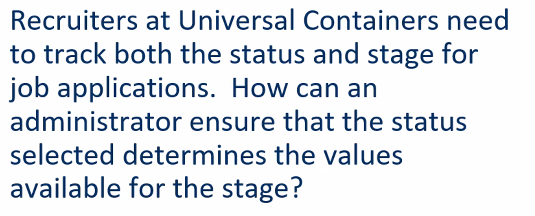 Recruiters at Universal Containers need
to track both the status and stage for
job applications.  How can an
administrator ensure that the status
selected determines the values
available for the stage?